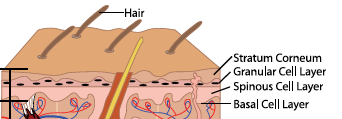 Hair
Stratum Corneum
Granular Cell Layer
Spinous Cell Layer
Basal Cell Layer